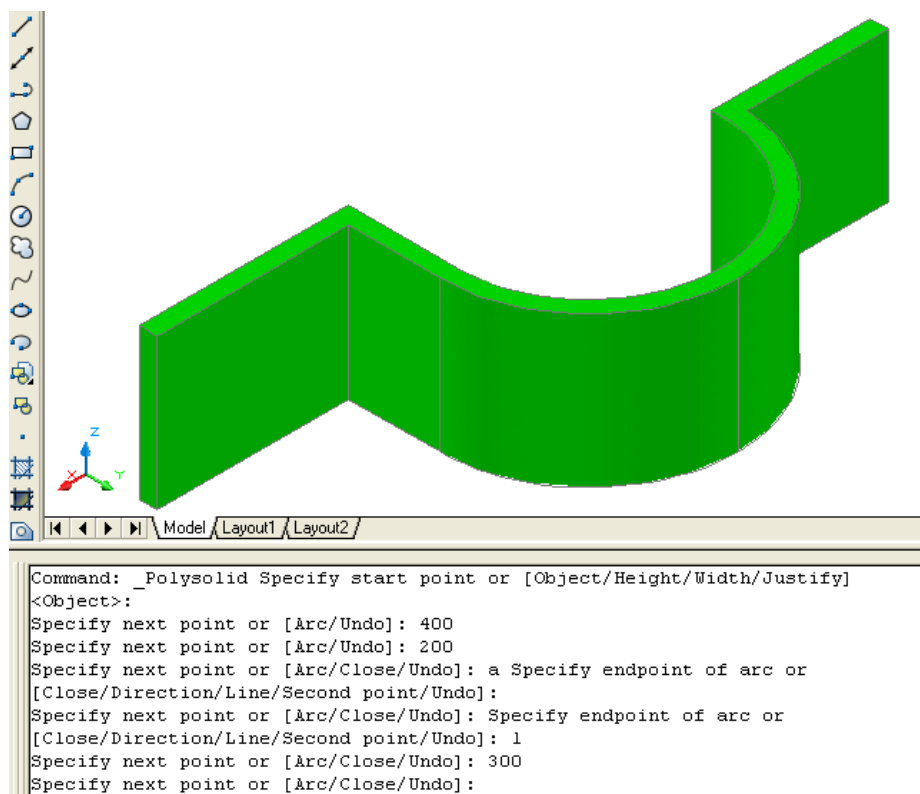 Z
X
Y
Model Layout1 Layout2
Command: _Polysolid Specify start point or [Object/Height/Width/Justify]
<Object>:
Specify next point or [Arc/Undo]: 400
Specify next point or [Arc/Undo]: 200
Specify next point or [Arc/Close/Undo]: a Specify endpoint of arc or
[Close/Direction/Line/Second point/Undo]:
Specify next point or [Arc/Close/Undo]: Specify endpoint of arc or
[Close/Direction/Line/Second point/Undo]: l
Specify next point or [Arc/Close/Undo]: 300
Specify next point or [Arc/Close/Undo]: